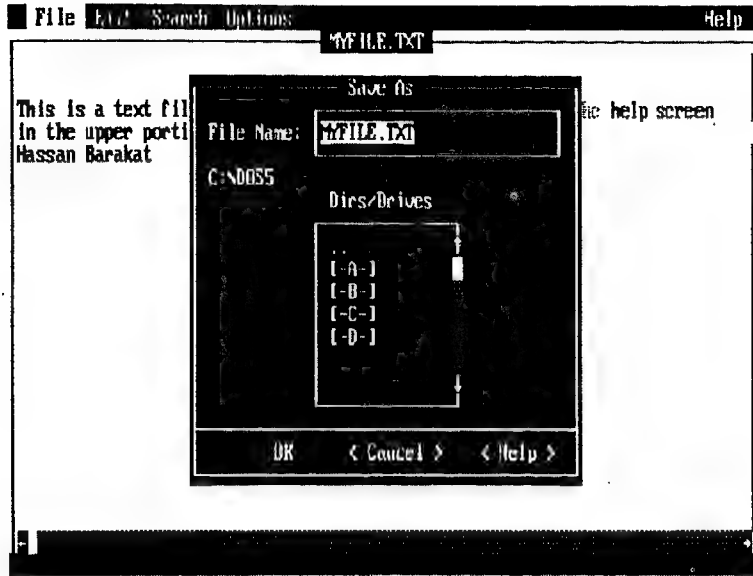 File Edit Search Options Help
MYFILE.TXT
Save As
This is a text fil
help screen
in the upper porti
Hassan Barakat
File Name: MYFILE.TXT
C:\DOS5
Dirs/Drives
..
[-A-]
[-B-]
[-C-]
[-D-]
OK < Cancel > < Help >